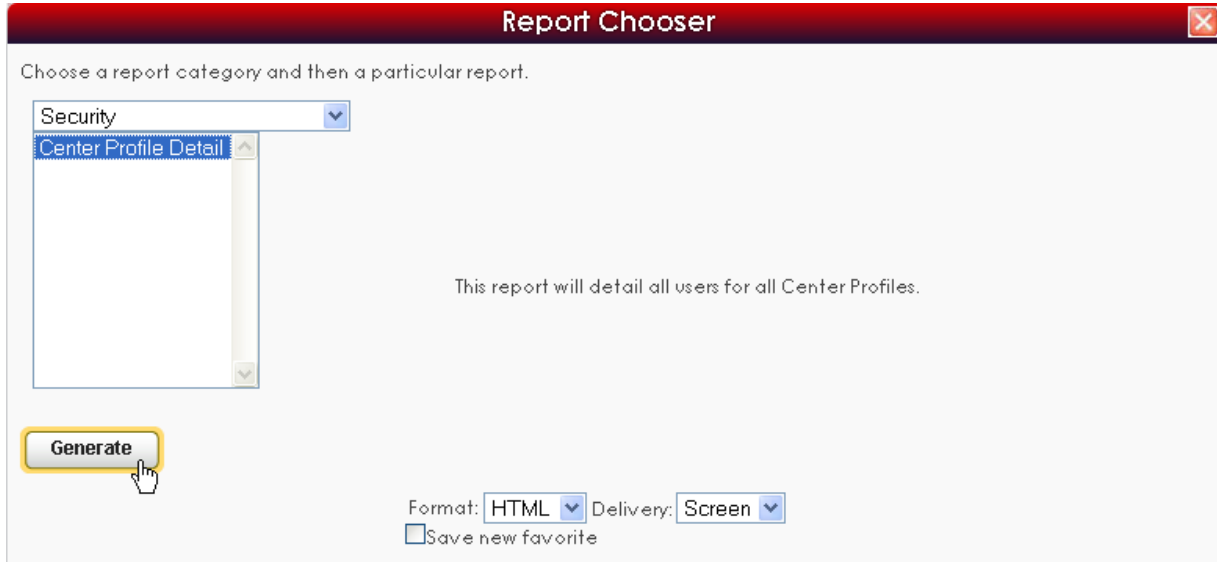 Report Chooser
Choose a report category and then a particular report.
Security
Center Profile Detail
This report will detail all users for all Center Profiles.
Generate
Format: HTML Delivery: Screen
Save new favorite